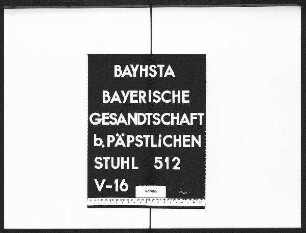 BAYHSTA
BAYERISCHE
GESANDTSCHAFT
b. PÄPSTLICHEN
STUHL 512
V-16